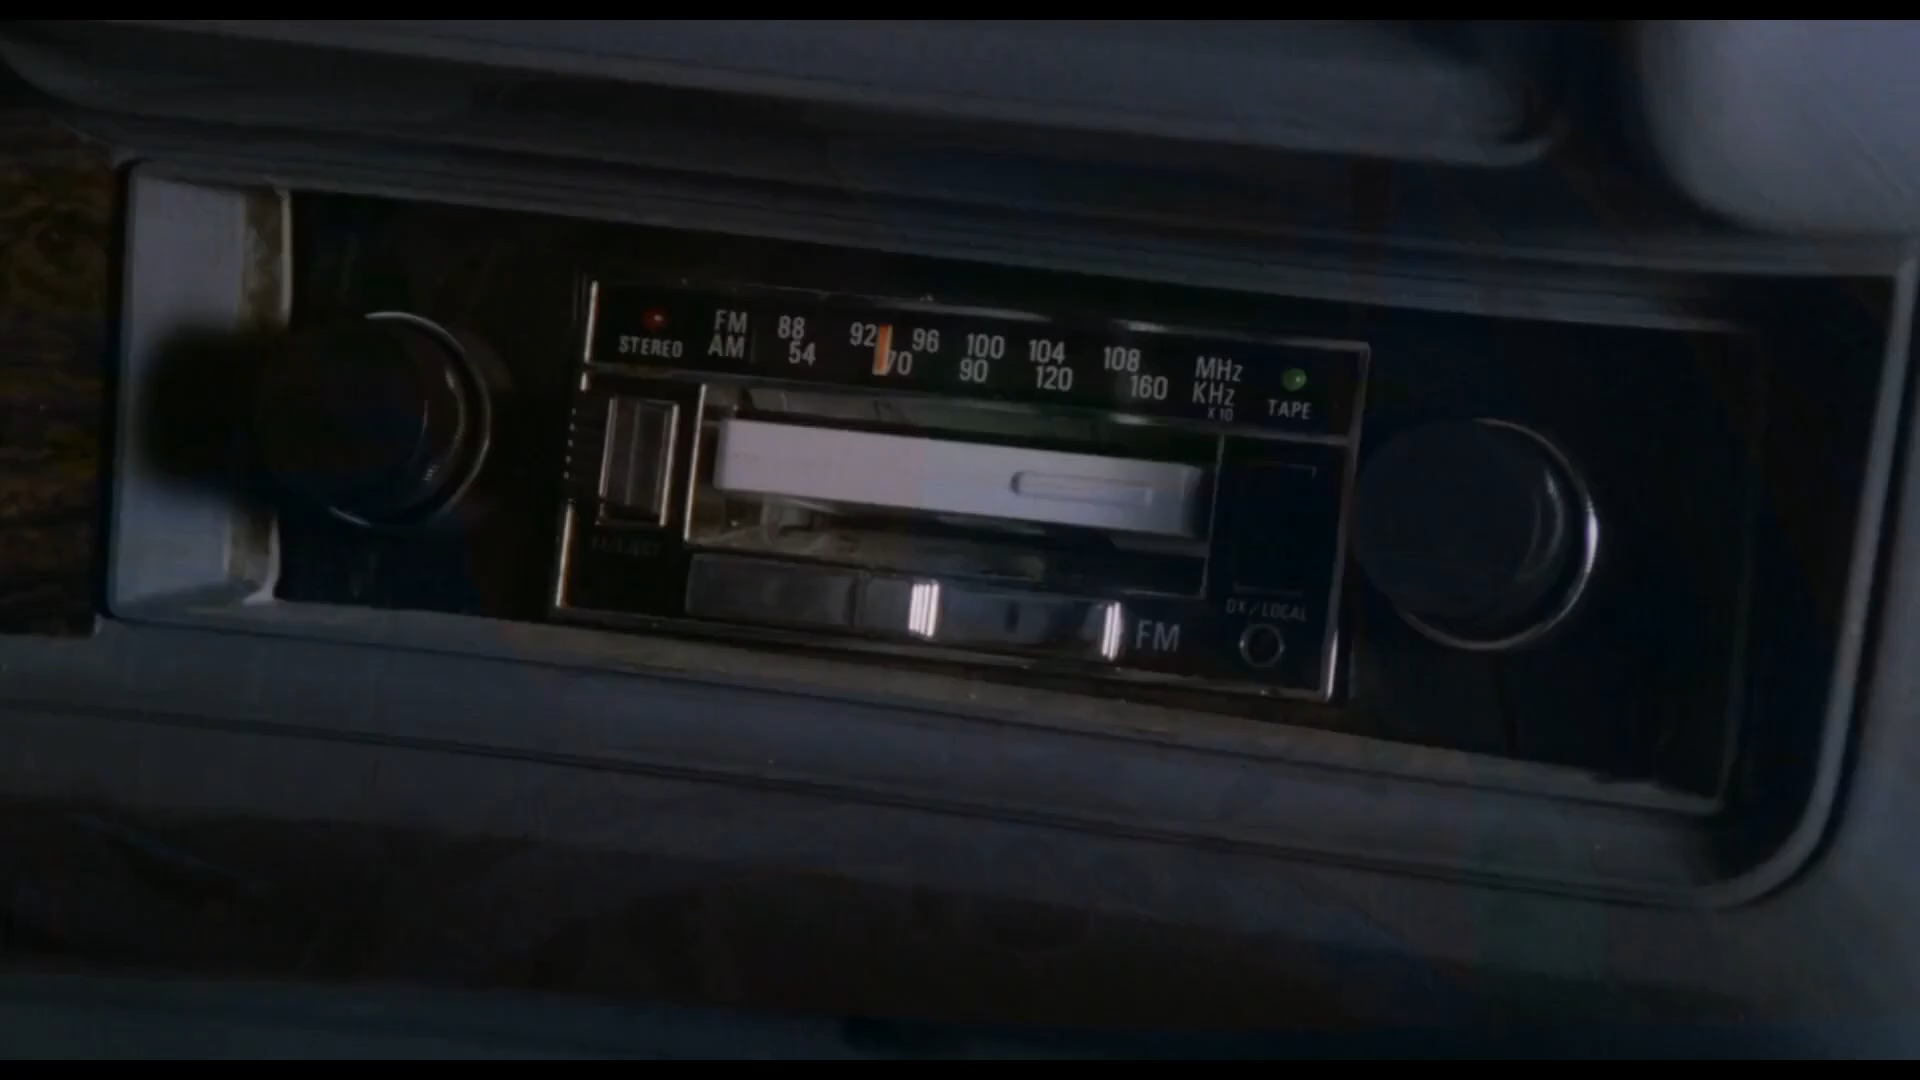 STEREO FM 88 92 96 100 104 108 MHz TAPE
AM 54 70 90 120 160 KHz
X10
DX/LOCAL
FM